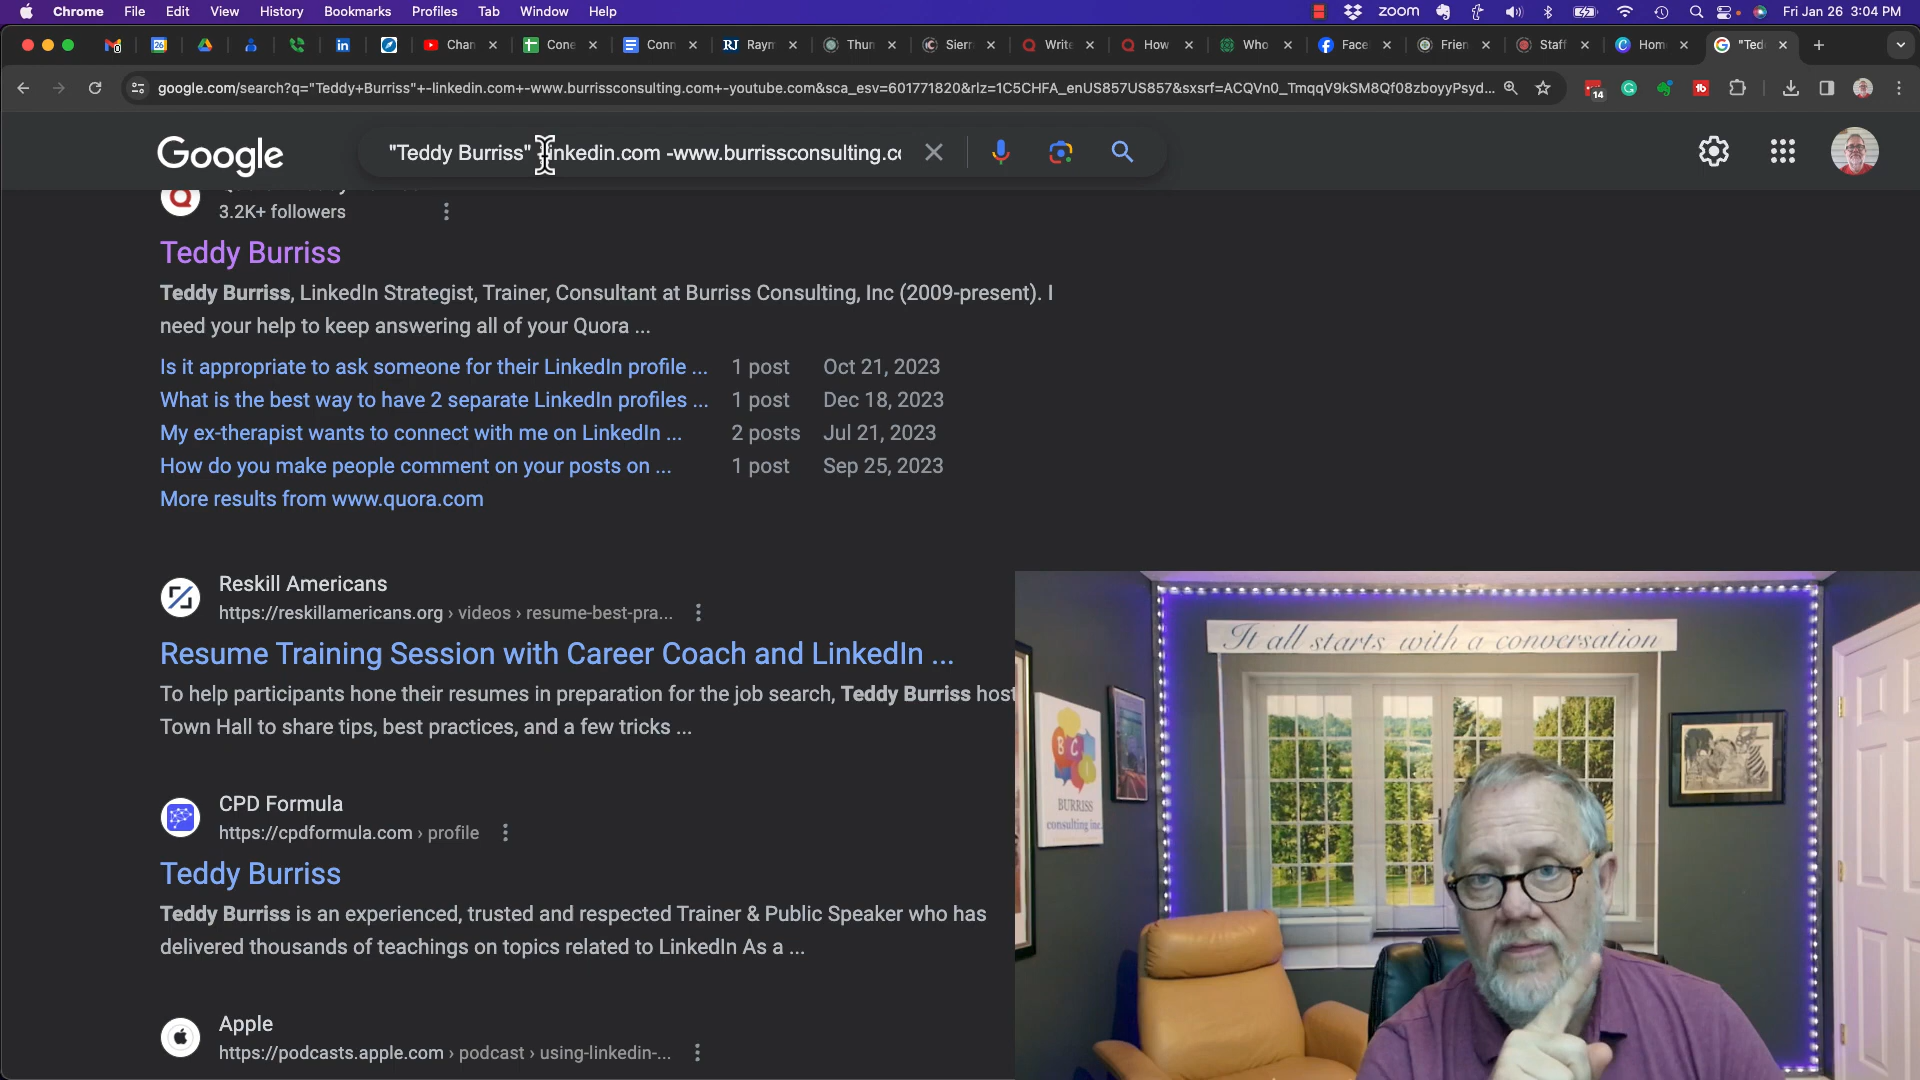 Chrome File Edit View History Bookmarks Profiles Tab Window Help zoom Fri Jan 26 3:04 PM
Chan Cone Conn RJ Raym Thun Sierr Write How Who Face Frien Staff Hom "Ted
google.com/search?q="Teddy+Burriss"+-linkedin.com+-www.burrissconsulting.com+-youtube.com&sca_esv=601771820&rlz=1C5CHFA_enUS857US857&sxsrf=ACQVn0_TmqqV9kSM8Qf08zboyyPsyd... 14
Google "Teddy Burriss" -linkedin.com -www.burrissconsulting.co
3.2K+ followers
Teddy Burriss
Teddy Burriss, LinkedIn Strategist, Trainer, Consultant at Burriss Consulting, Inc (2009-present). I
need your help to keep answering all of your Quora ...
Is it appropriate to ask someone for their LinkedIn profile ... 1 post Oct 21, 2023
What is the best way to have 2 separate LinkedIn profiles ... 1 post Dec 18, 2023
My ex-therapist wants to connect with me on LinkedIn ... 2 posts Jul 21, 2023
How do you make people comment on your posts on ... 1 post Sep 25, 2023
More results from www.quora.com
Reskill Americans
https://reskillamericans.org › videos › resume-best-pra...
Resume Training Session with Career Coach and LinkedIn ...
To help participants hone their resumes in preparation for the job search, Teddy Burriss host
Town Hall to share tips, best practices, and a few tricks ...
CPD Formula
https://cpdformula.com › profile
Teddy Burriss
Teddy Burriss is an experienced, trusted and respected Trainer & Public Speaker who has
delivered thousands of teachings on topics related to LinkedIn As a ...
Apple
https://podcasts.apple.com › podcast › using-linkedin-...
It all starts with a conversation
B C I
BURRISS
consulting inc.